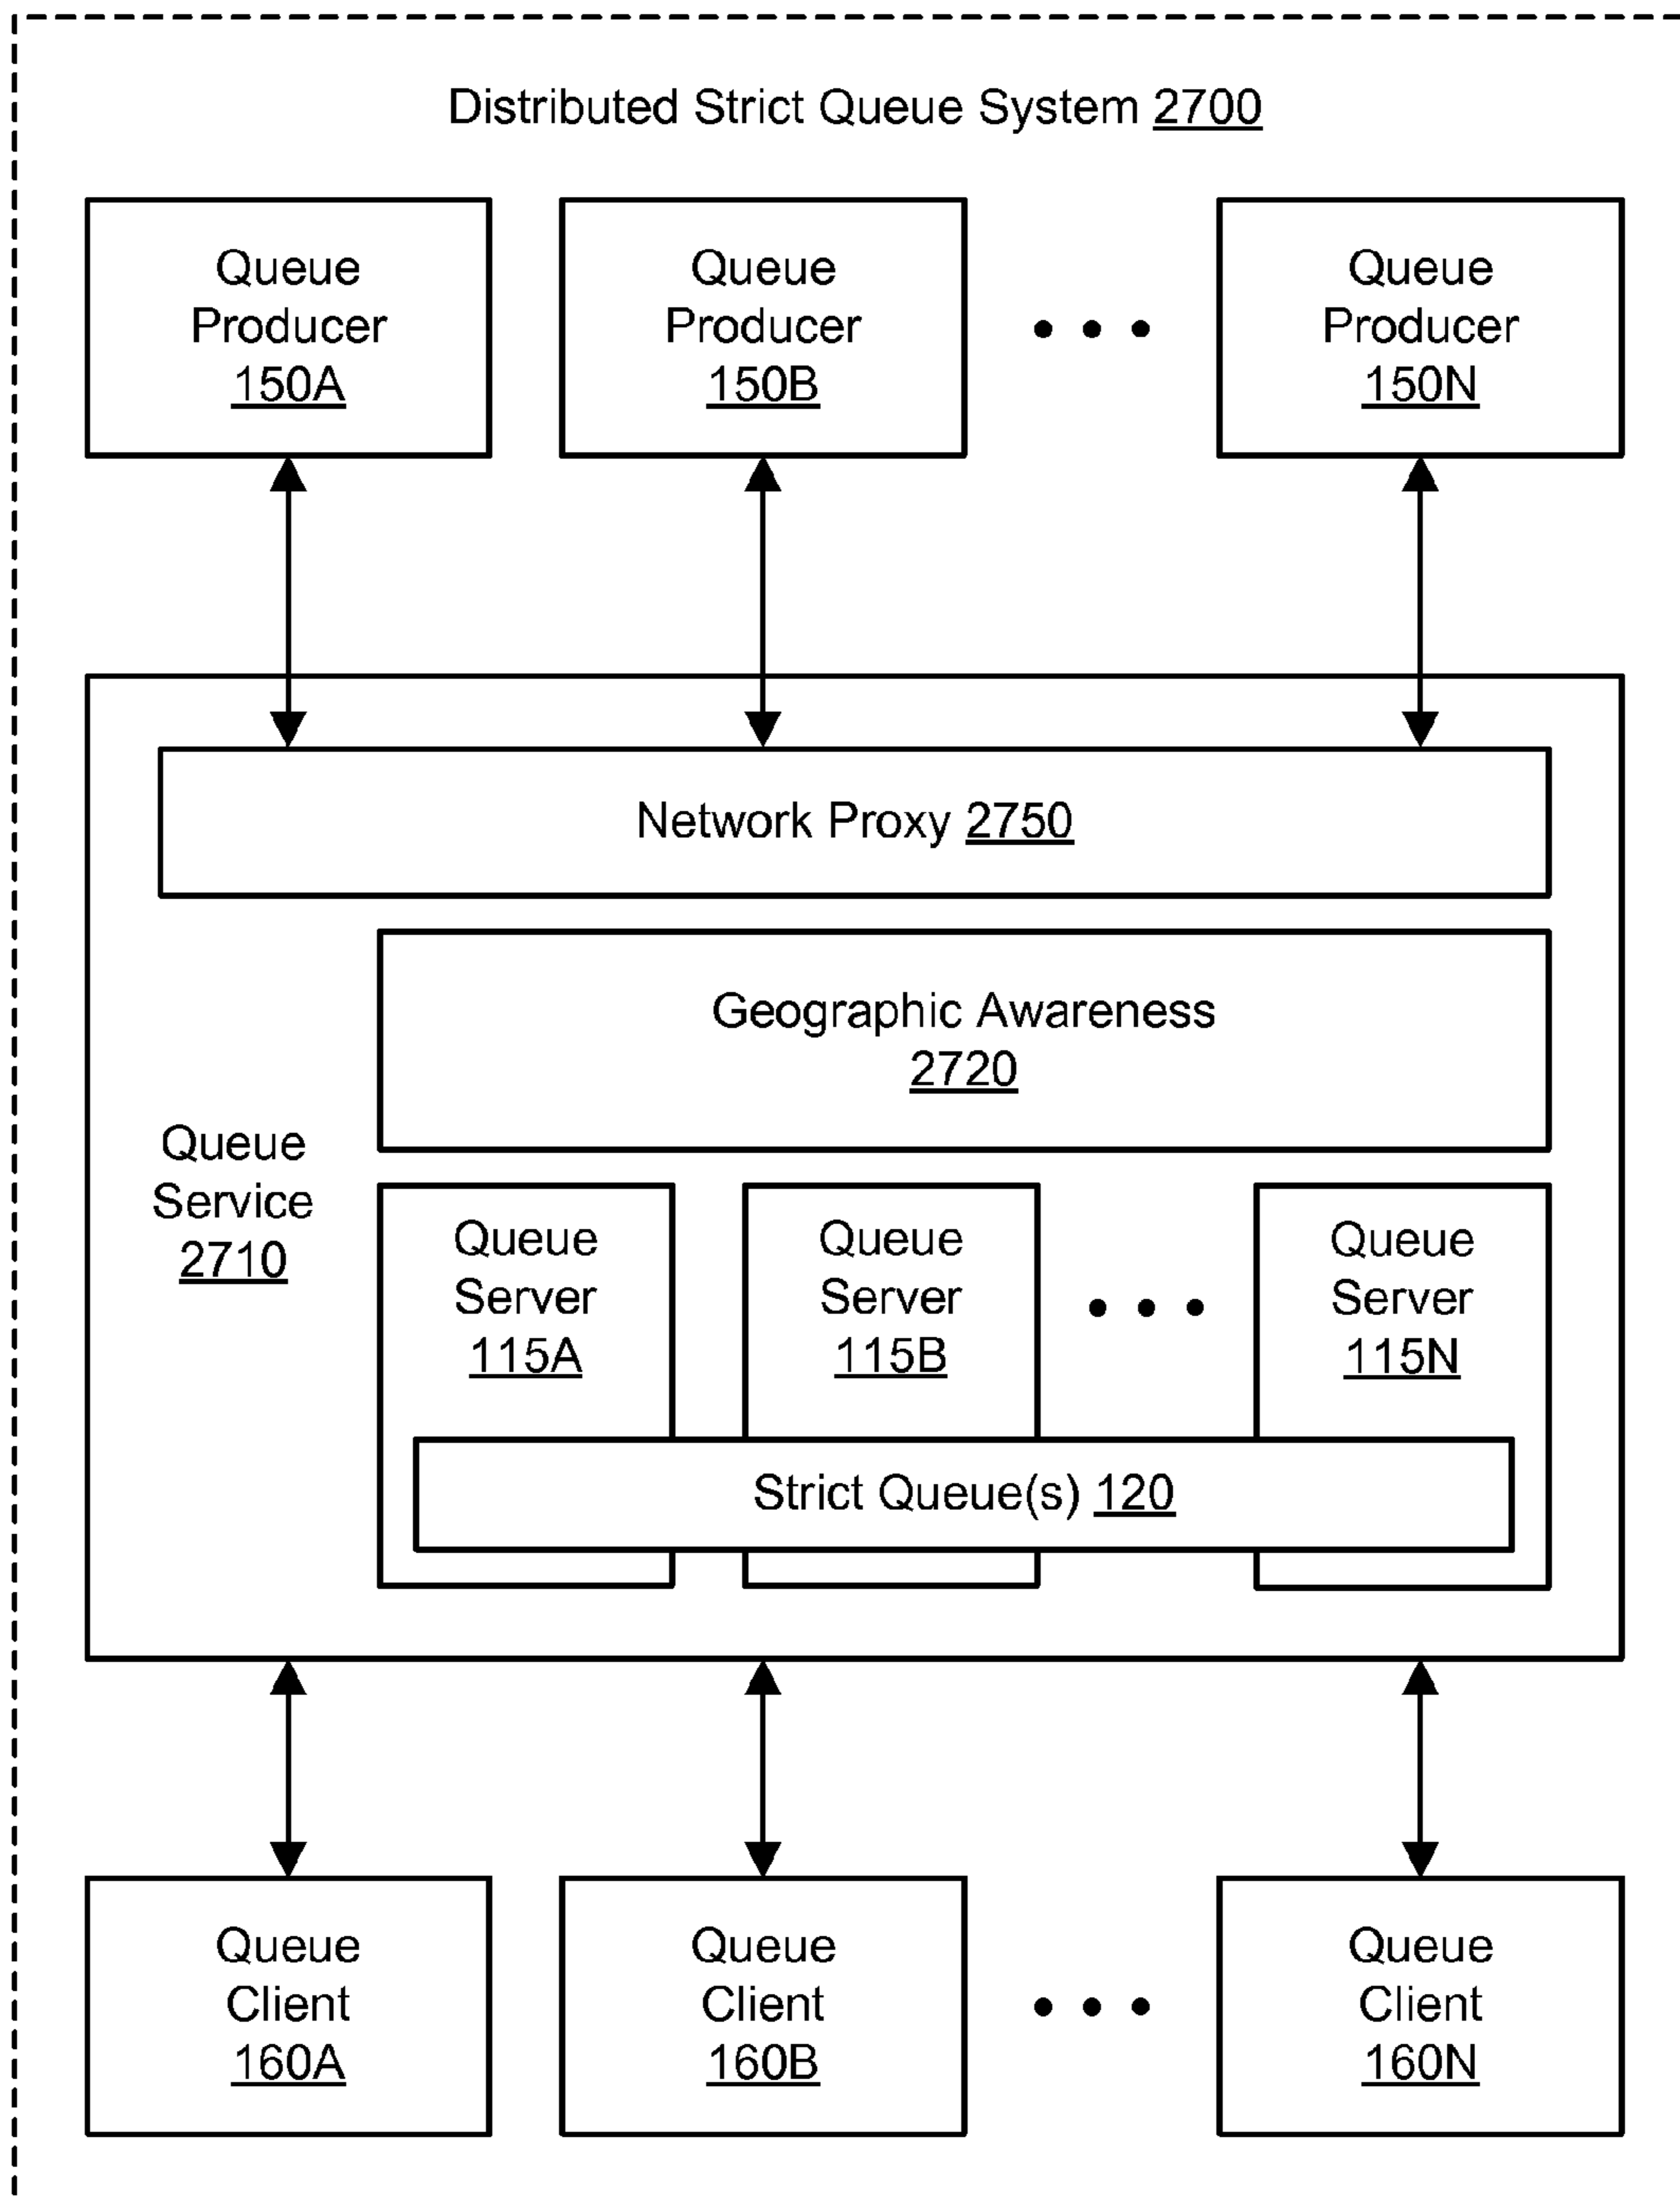 Distributed Strict Queue System 2700
Queue
Producer
150A
Queue
Producer
150B
Queue
Producer
150N
Network Proxy 2750
Geographic Awareness
2720
Queue
Service
2710
Queue
Server
115A
Queue
Server
115B
Queue
Server
115N
Strict Queue(s) 120
Queue
Client
160A
Queue
Client
160B
Queue
Client
160N